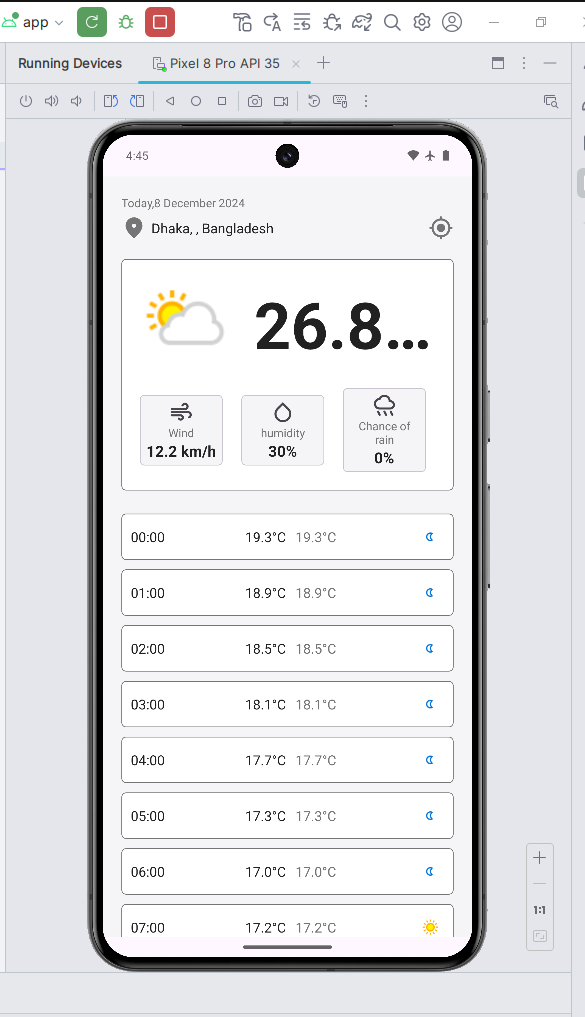 app
Running Devices Pixel 8 Pro API 35
4:45
Today,8 December 2024
Dhaka, , Bangladesh
26.8...
Wind
12.2 km/h
humidity
30%
Chance of
rain
0%
00:00 19.3°C 19.3°C
01:00 18.9°C 18.9°C
02:00 18.5°C 18.5°C
03:00 18.1°C 18.1°C
04:00 17.7°C 17.7°C
05:00 17.3°C 17.3°C
06:00 17.0°C 17.0°C
07:00 17.2°C 17.2°C
1:1